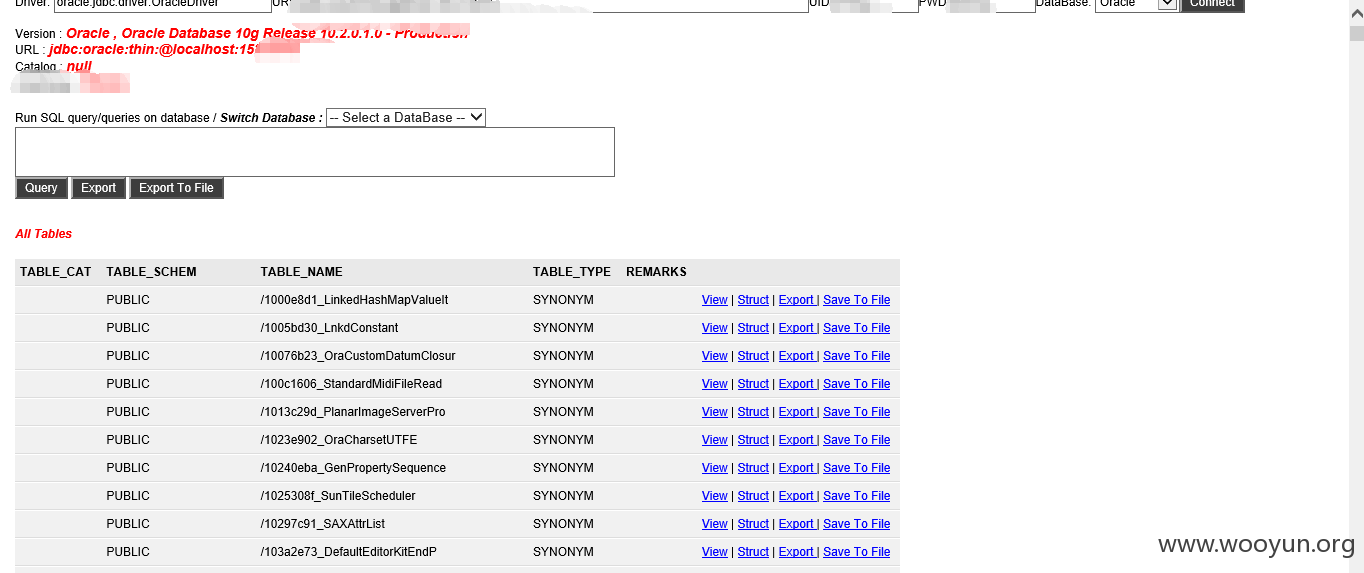 Driver: oracle.jdbc.driver.OracleDriver UR UID PWD DataBase: Oracle Connect
Version : Oracle , Oracle Database 10g Release 10.2.0.1.0 - Production
URL : jdbc:oracle:thin:@localhost:15
Catalog : null
Run SQL query/queries on database / Switch Database : -- Select a DataBase --
Query Export Export To File
All Tables
TABLE_CAT TABLE_SCHEM TABLE_NAME TABLE_TYPE REMARKS
PUBLIC /1000e8d1_LinkedHashMapValueIt SYNONYM View | Struct | Export | Save To File
PUBLIC /1005bd30_LnkdConstant SYNONYM View | Struct | Export | Save To File
PUBLIC /10076b23_OraCustomDatumClosur SYNONYM View | Struct | Export | Save To File
PUBLIC /100c1606_StandardMidiFileRead SYNONYM View | Struct | Export | Save To File
PUBLIC /1013c29d_PlanarImageServerPro SYNONYM View | Struct | Export | Save To File
PUBLIC /1023e902_OraCharsetUTFE SYNONYM View | Struct | Export | Save To File
PUBLIC /10240eba_GenPropertySequence SYNONYM View | Struct | Export | Save To File
PUBLIC /1025308f_SunTileScheduler SYNONYM View | Struct | Export | Save To File
PUBLIC /10297c91_SAXAttrList SYNONYM View | Struct | Export | Save To File
PUBLIC /103a2e73_DefaultEditorKitEndP SYNONYM View | Struct | Export | Save To File
www.wooyun.org